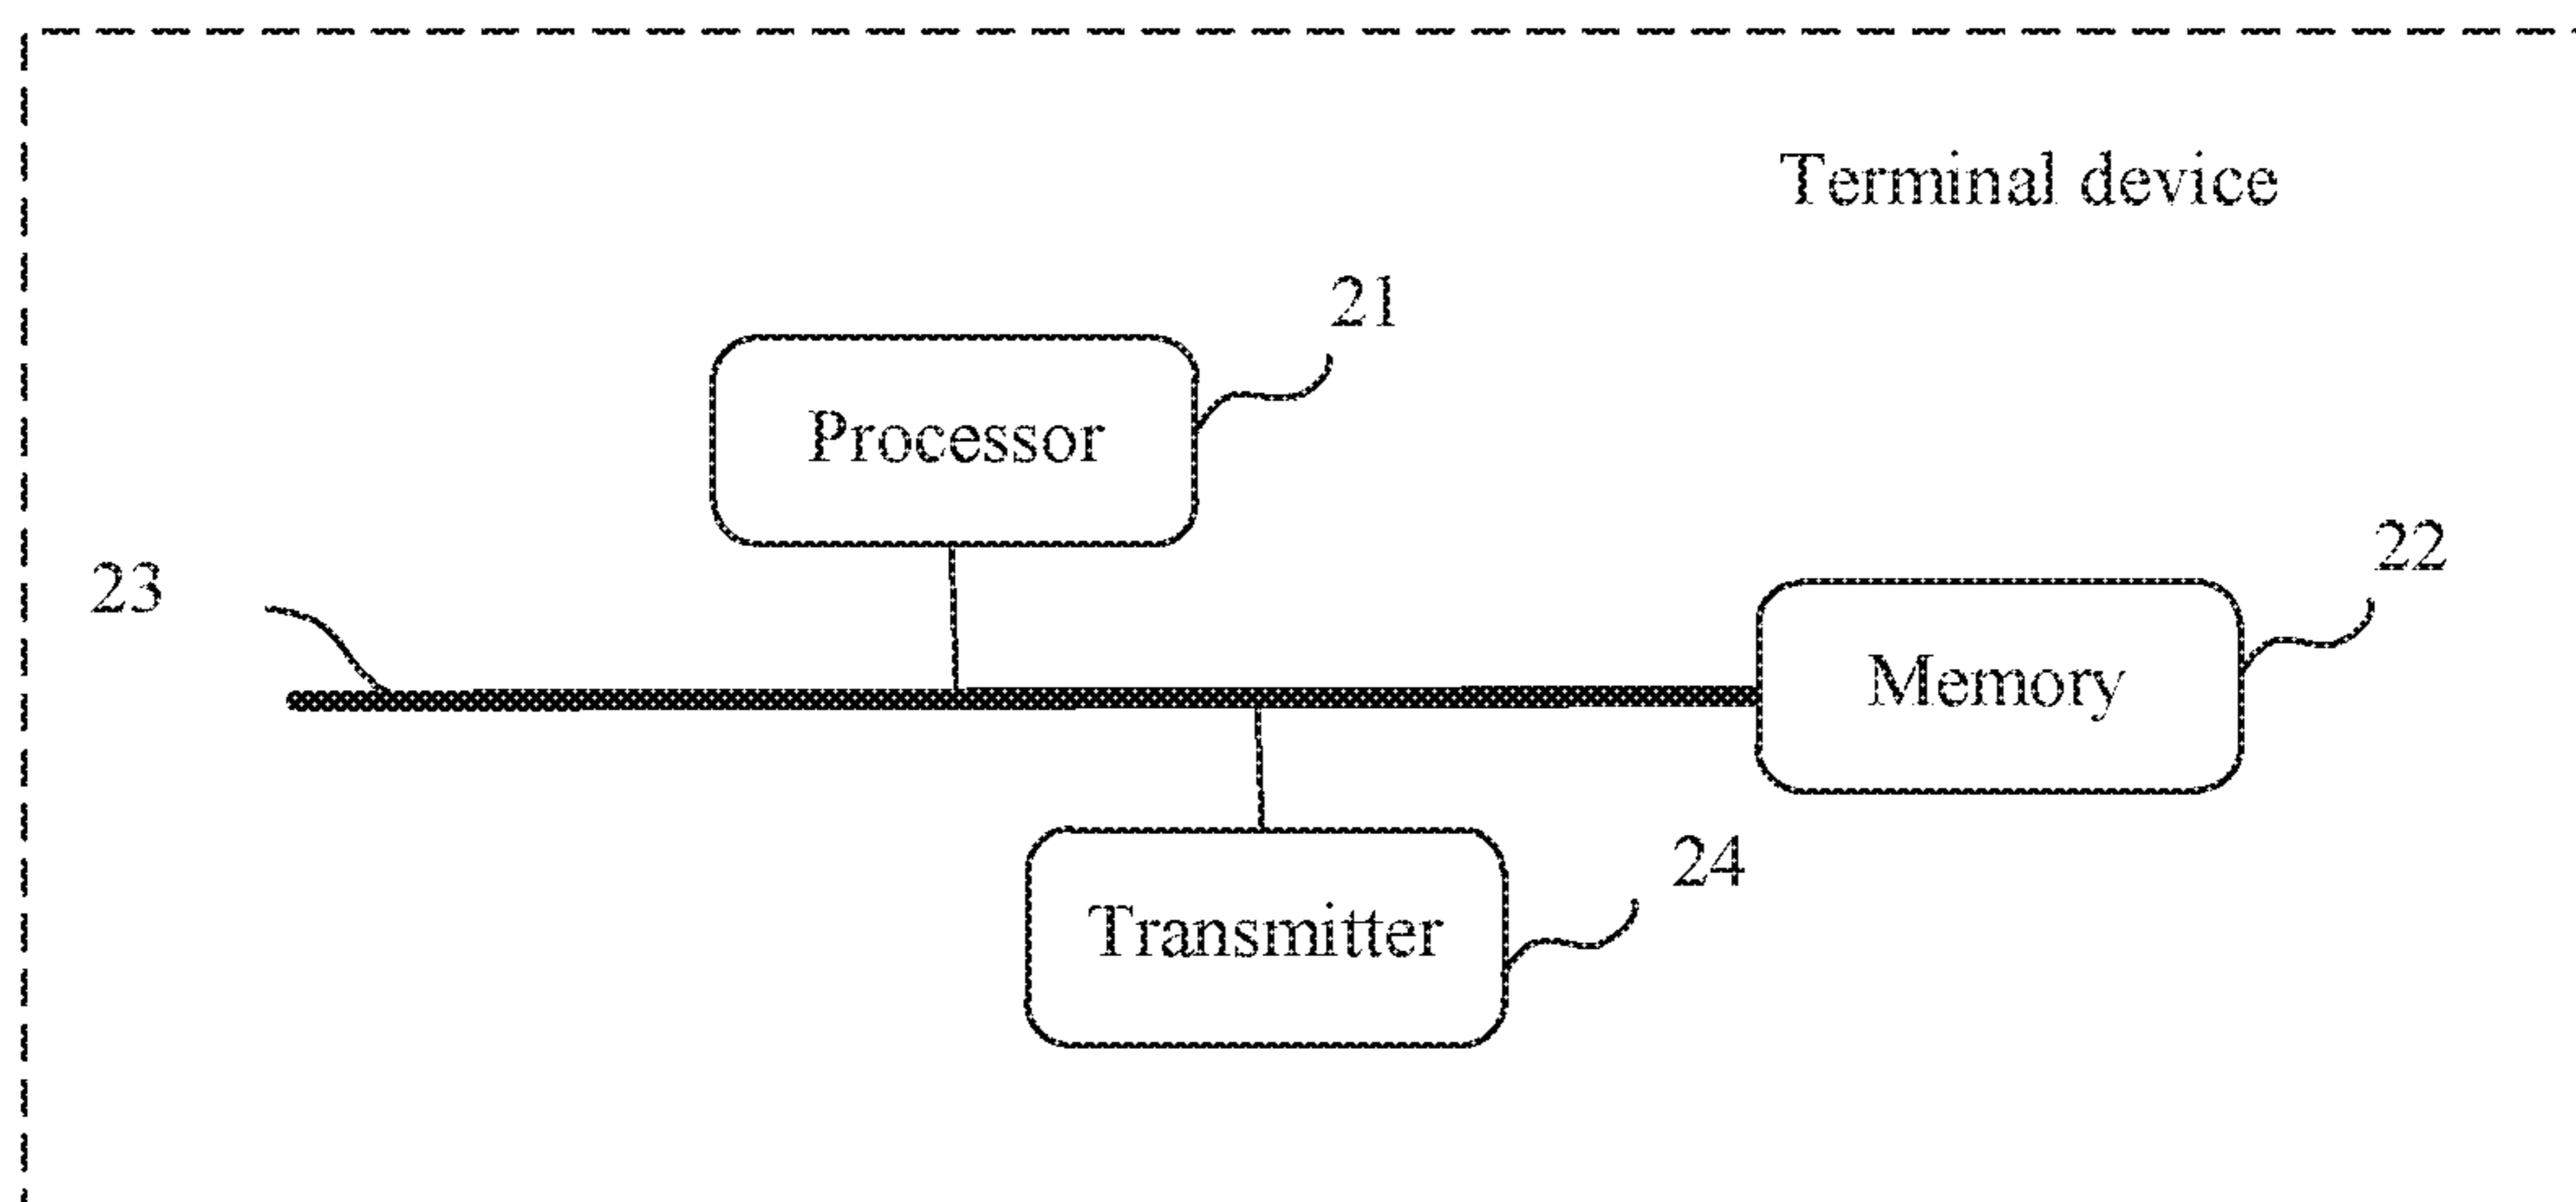 Terminal device
21
Processor
22
23
Memory
24
Transmitter